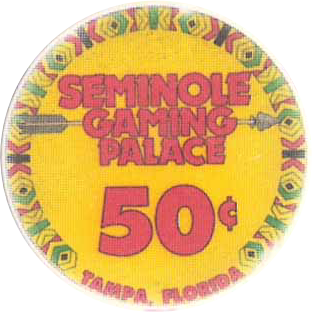 SEMINOLE
GAMING
PALACE
50¢
TAMPA, FLORIDA